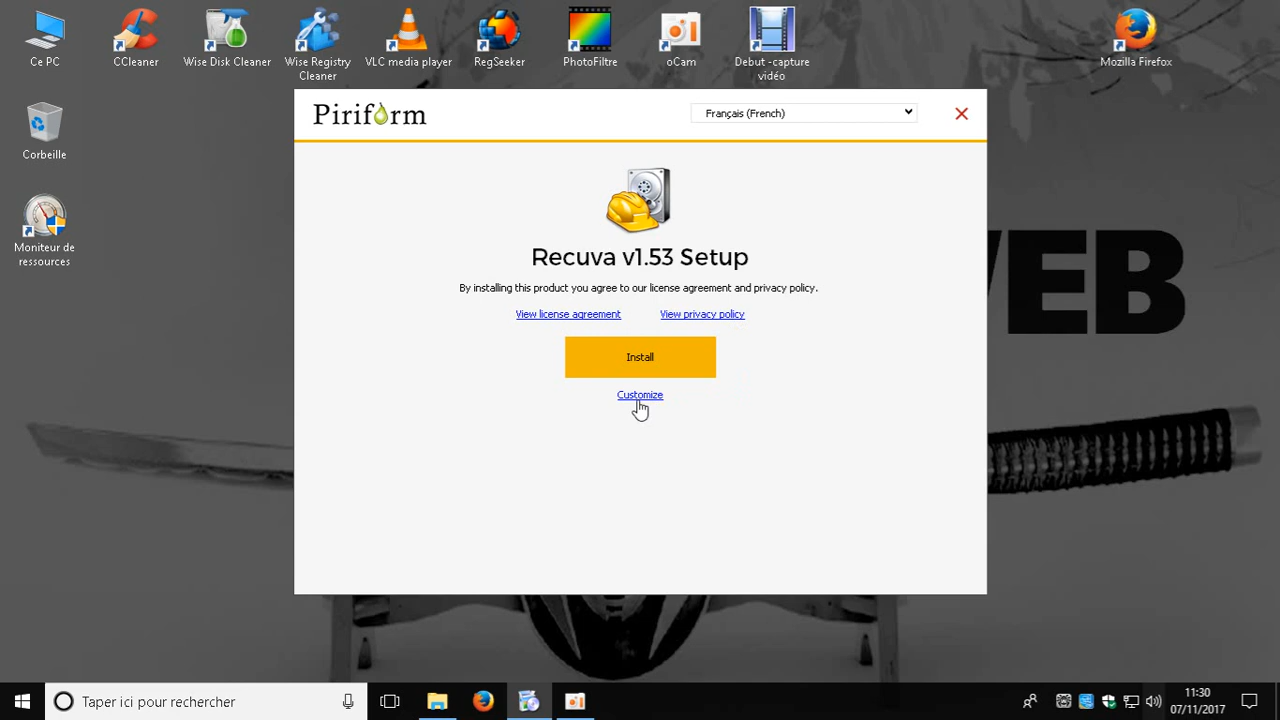 Ce PC
CCleaner
Wise Disk Cleaner
Wise Registry
Cleaner
VLC media player
RegSeeker
PhotoFiltre
oCam
Debut -capture
vidéo
Mozilla Firefox
Corbeille
Moniteur de
ressources
Piriform
Français (French)
Recuva v1.53 Setup
By installing this product you agree to our license agreement and privacy policy.
View license agreement
View privacy policy
Install
Customize
WEB
Taper ici pour rechercher
11:30
07/11/2017